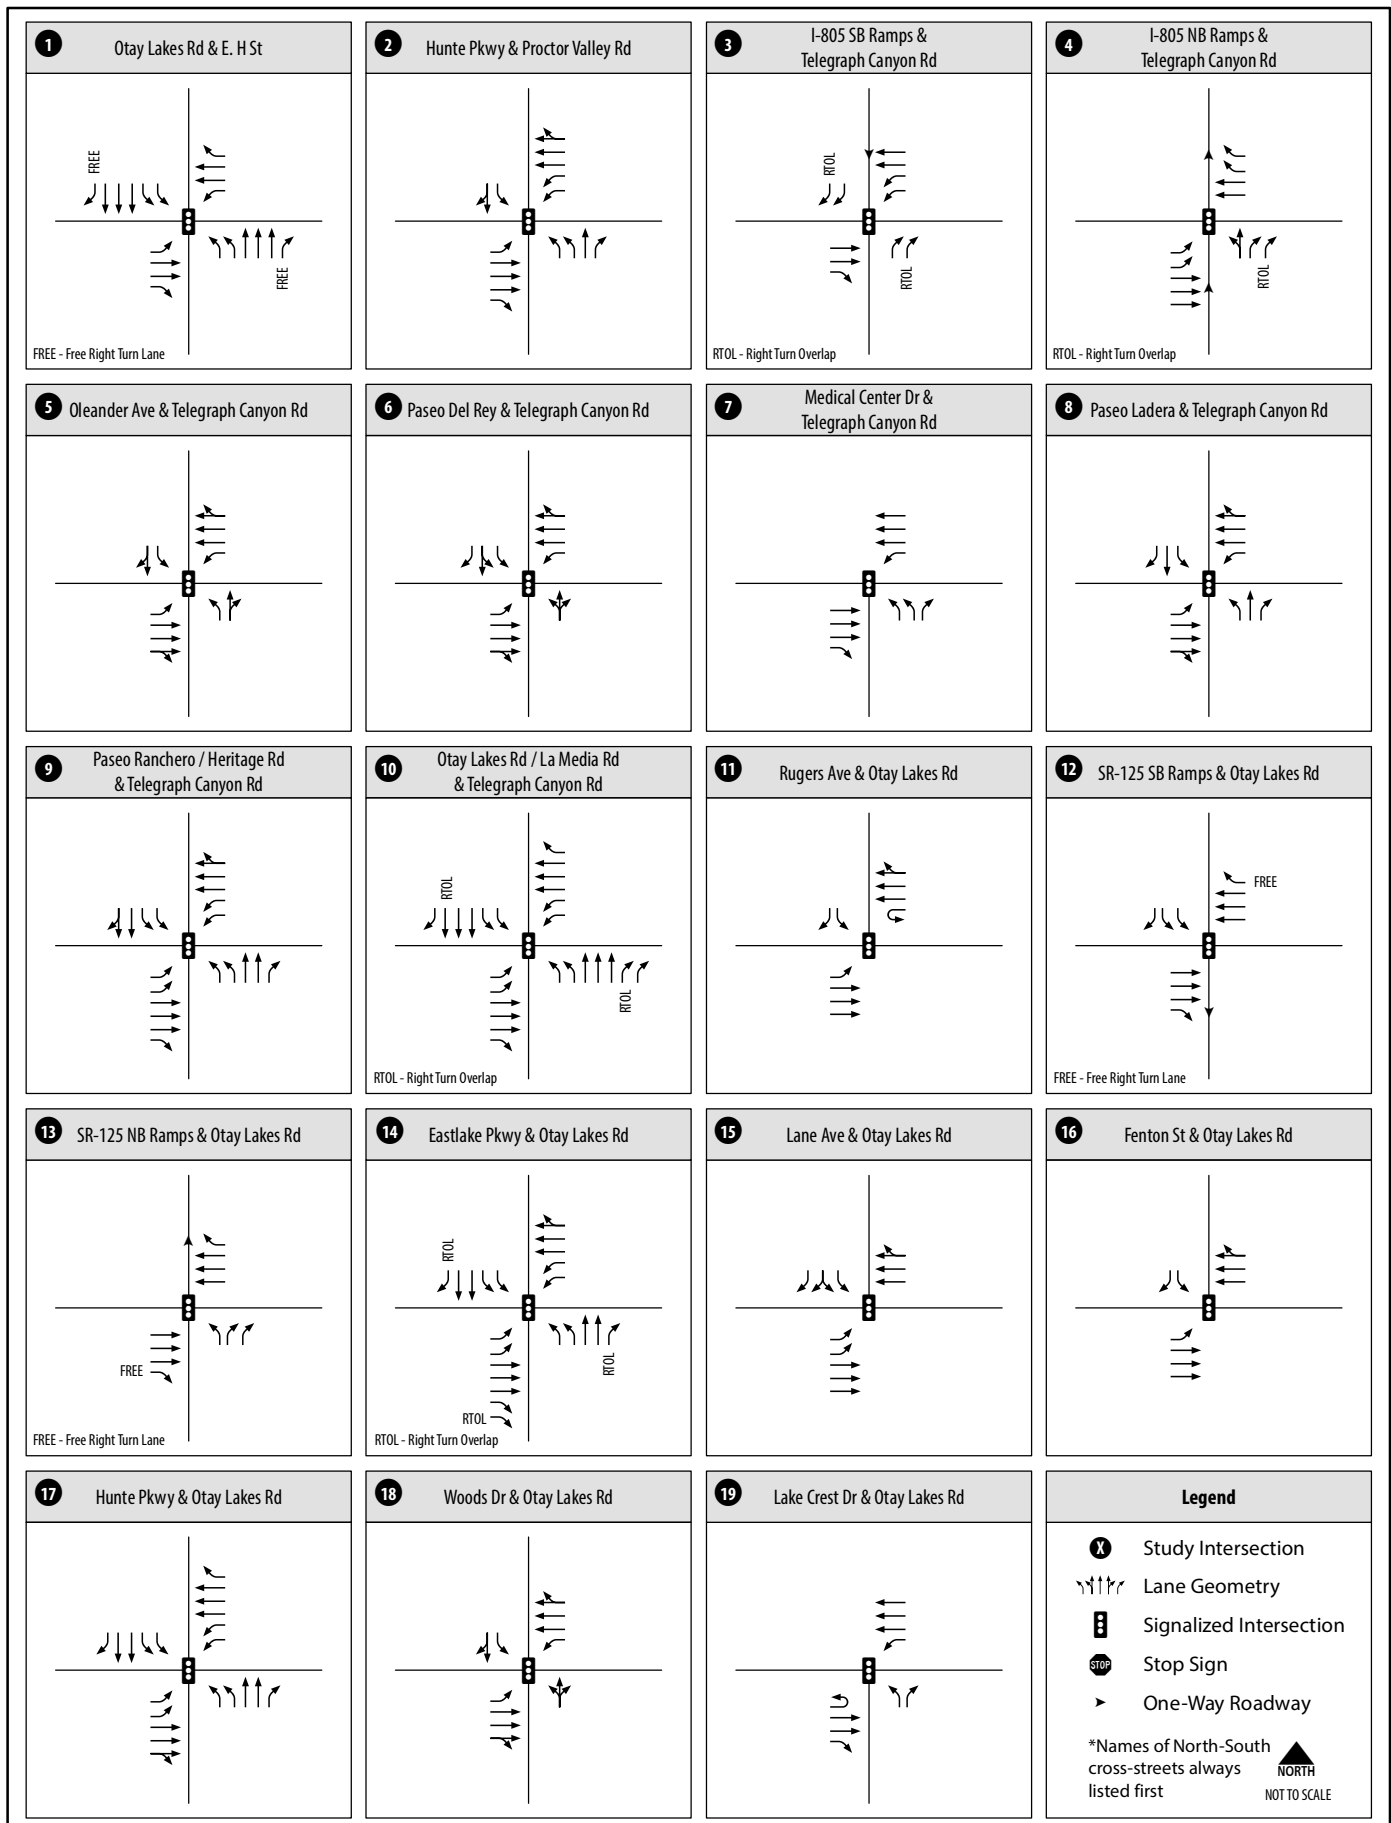 1 Otay Lakes Rd & E. H St
FREE
FREE
FREE - Free Right Turn Lane
2 Hunte Pkwy & Proctor Valley Rd
3 I-805 SB Ramps &
Telegraph Canyon Rd
RTOL
RTOL
RTOL - Right Turn Overlap
4 I-805 NB Ramps &
Telegraph Canyon Rd
RTOL
RTOL - Right Turn Overlap
5 Oleander Ave & Telegraph Canyon Rd
6 Paseo Del Rey & Telegraph Canyon Rd
7 Medical Center Dr &
Telegraph Canyon Rd
8 Paseo Ladera & Telegraph Canyon Rd
9 Paseo Ranchero / Heritage Rd
& Telegraph Canyon Rd
10 Otay Lakes Rd / La Media Rd
& Telegraph Canyon Rd
RTOL
RTOL
RTOL - Right Turn Overlap
11 Rugers Ave & Otay Lakes Rd
12 SR-125 SB Ramps & Otay Lakes Rd
FREE
FREE - Free Right Turn Lane
13 SR-125 NB Ramps & Otay Lakes Rd
FREE
FREE - Free Right Turn Lane
14 Eastlake Pkwy & Otay Lakes Rd
RTOL
RTOL
RTOL
RTOL - Right Turn Overlap
15 Lane Ave & Otay Lakes Rd
16 Fenton St & Otay Lakes Rd
17 Hunte Pkwy & Otay Lakes Rd
18 Woods Dr & Otay Lakes Rd
19 Lake Crest Dr & Otay Lakes Rd
Legend
X Study Intersection
Lane Geometry
Signalized Intersection
STOP Stop Sign
One-Way Roadway
*Names of North-South
cross-streets always
listed first
NORTH
NOT TO SCALE